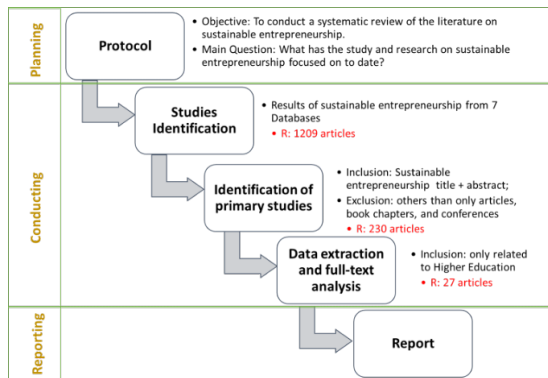 Planning
Protocol
• Objective: To conduct a systematic review of the literature on
sustainable entrepreneurship.
• Main Question: What has the study and research on sustainable
entrepreneurship focused on to date?
Conducting
Studies
Identification
• Results of sustainable entrepreneurship from 7
Databases
• R: 1209 articles
Identification of
primary studies
• Inclusion: Sustainable
entrepreneurship title + abstract;
• Exclusion: others than only articles,
book chapters, and conferences
• R: 230 articles
Data extraction
and full-text
analysis
• Inclusion: only related
to Higher Education
• R: 27 articles
Reporting
Report